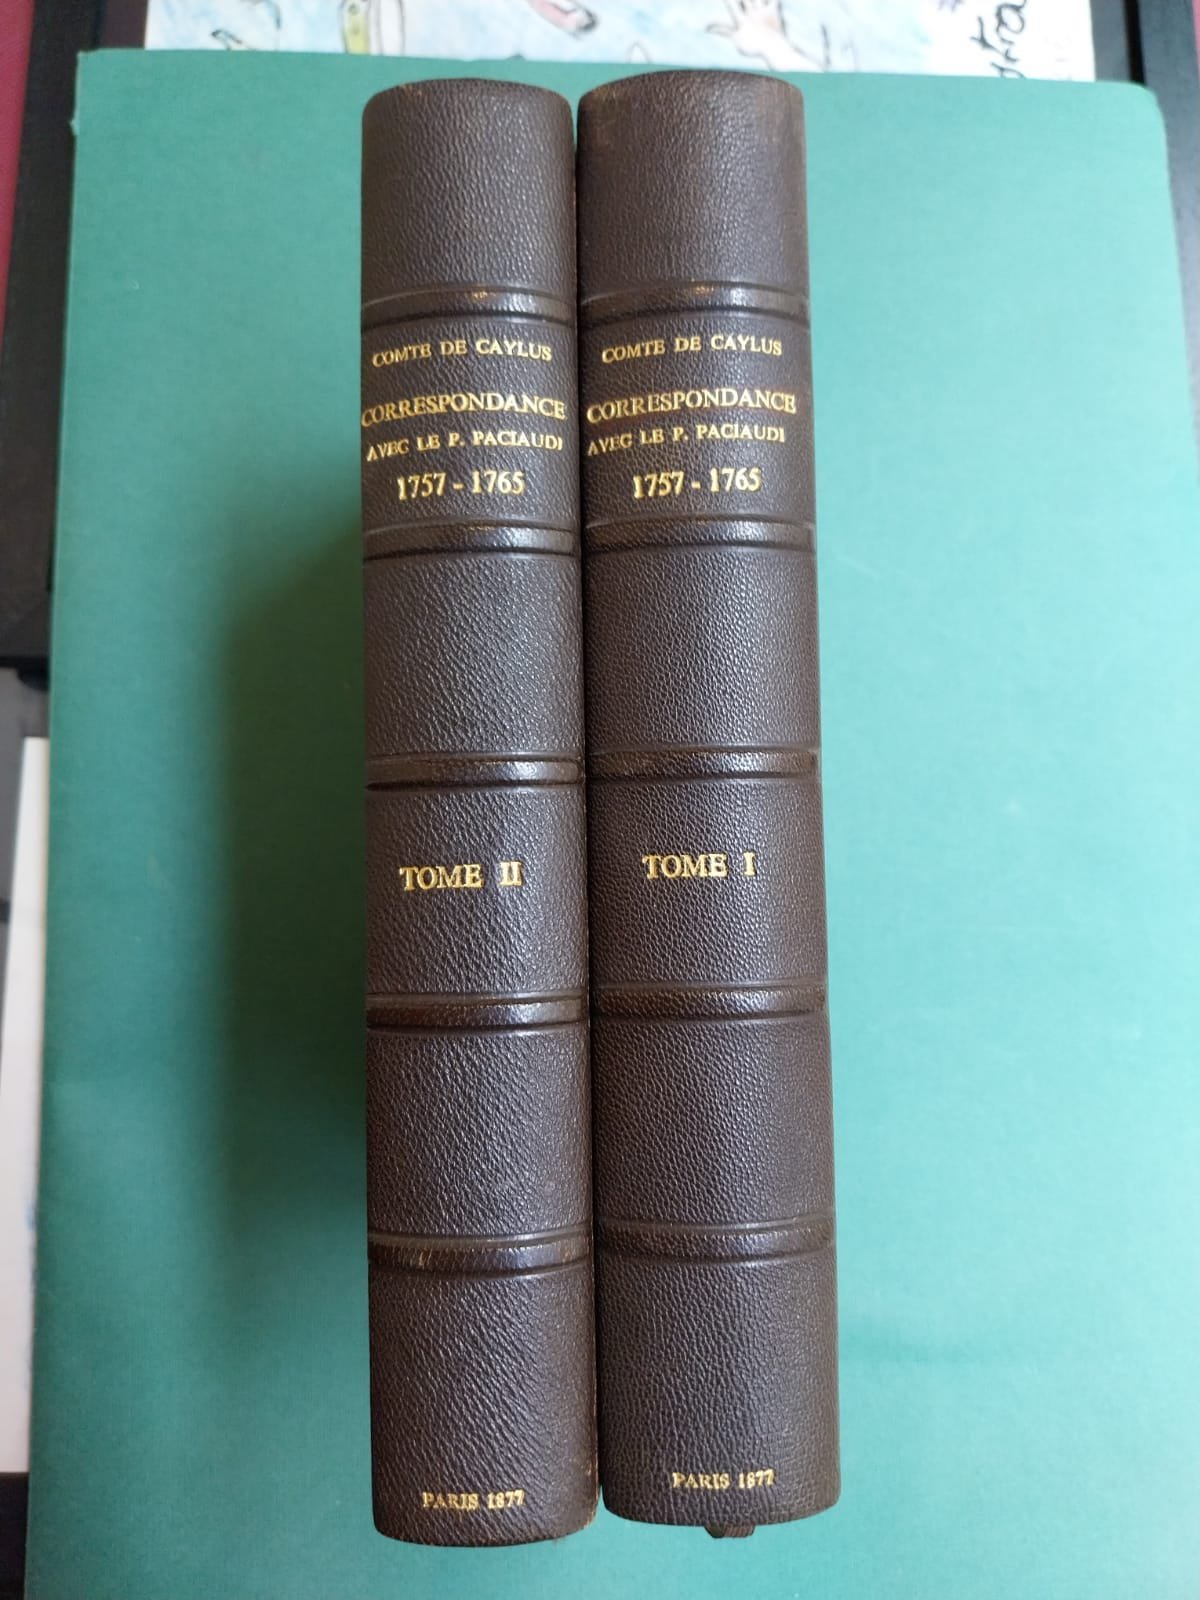 COMTE DE CAYLUS
CORRESPONDANCE
AVEC LE P. PACIAUDI
1757 - 1765
TOME II
PARIS 1877
COMTE DE CAYLUS
CORRESPONDANCE
AVEC LE P. PACIAUDI
1757 - 1765
TOME I
PARIS 1877